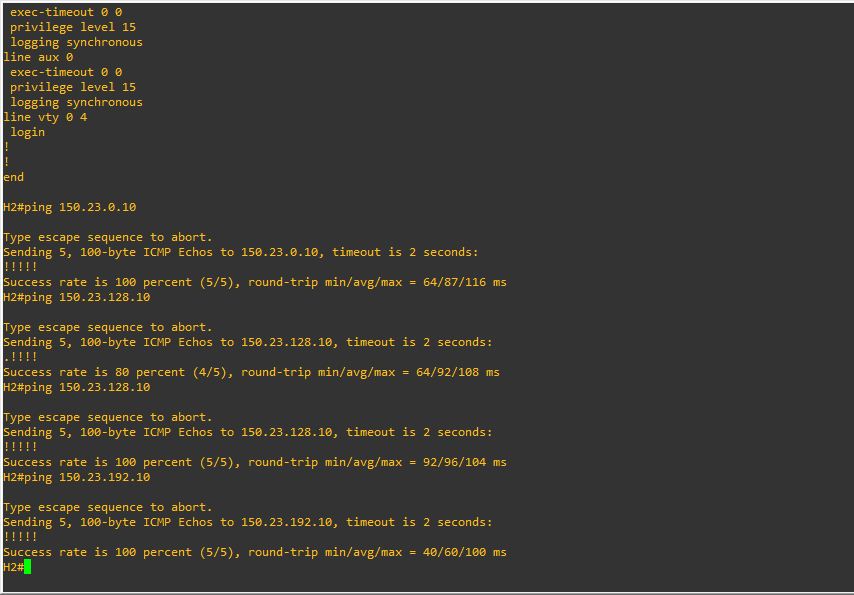 exec-timeout 0 0
privilege level 15
logging synchronous
line aux 0
exec-timeout 0 0
privilege level 15
logging synchronous
line vty 0 4
login
!
!
end
H2#ping 150.23.0.10
Type escape sequence to abort.
Sending 5, 100-byte ICMP Echos to 150.23.0.10, timeout is 2 seconds:
!!!!!
Success rate is 100 percent (5/5), round-trip min/avg/max = 64/87/116 ms
H2#ping 150.23.128.10
Type escape sequence to abort.
Sending 5, 100-byte ICMP Echos to 150.23.128.10, timeout is 2 seconds:
.!!!!
Success rate is 80 percent (4/5), round-trip min/avg/max = 64/92/108 ms
H2#ping 150.23.128.10
Type escape sequence to abort.
Sending 5, 100-byte ICMP Echos to 150.23.128.10, timeout is 2 seconds:
!!!!!
Success rate is 100 percent (5/5), round-trip min/avg/max = 92/96/104 ms
H2#ping 150.23.192.10
Type escape sequence to abort.
Sending 5, 100-byte ICMP Echos to 150.23.192.10, timeout is 2 seconds:
!!!!!
Success rate is 100 percent (5/5), round-trip min/avg/max = 40/60/100 ms
H2#